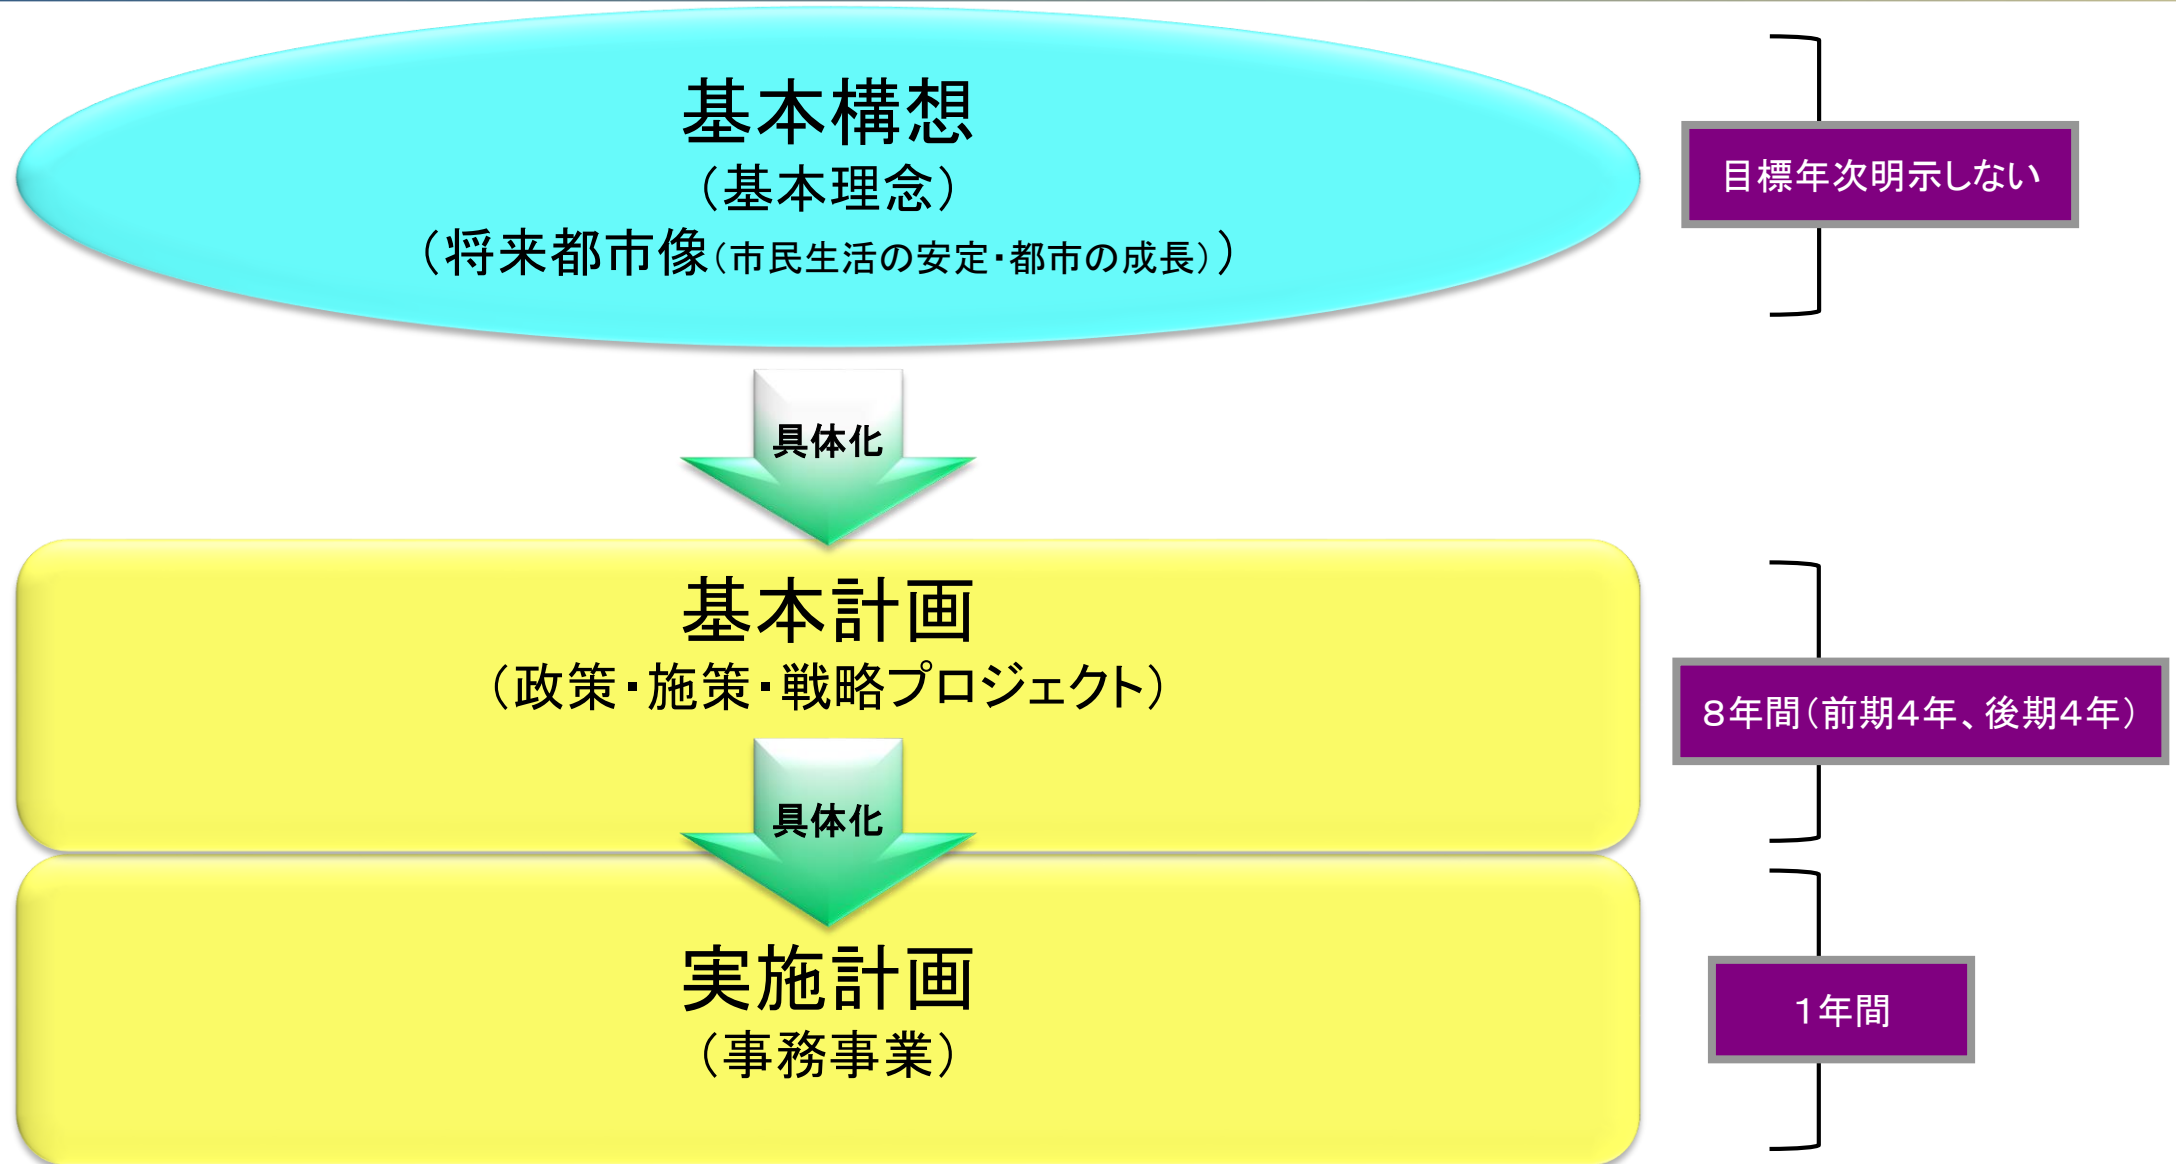 基本構想
（基本理念）
（将来都市像（市民生活の安定・都市の成長））
目標年次明示しない
具体化
基本計画
（政策・施策・戦略プロジェクト）
８年間（前期４年、後期４年）
具体化
実施計画
（事務事業）
１年間